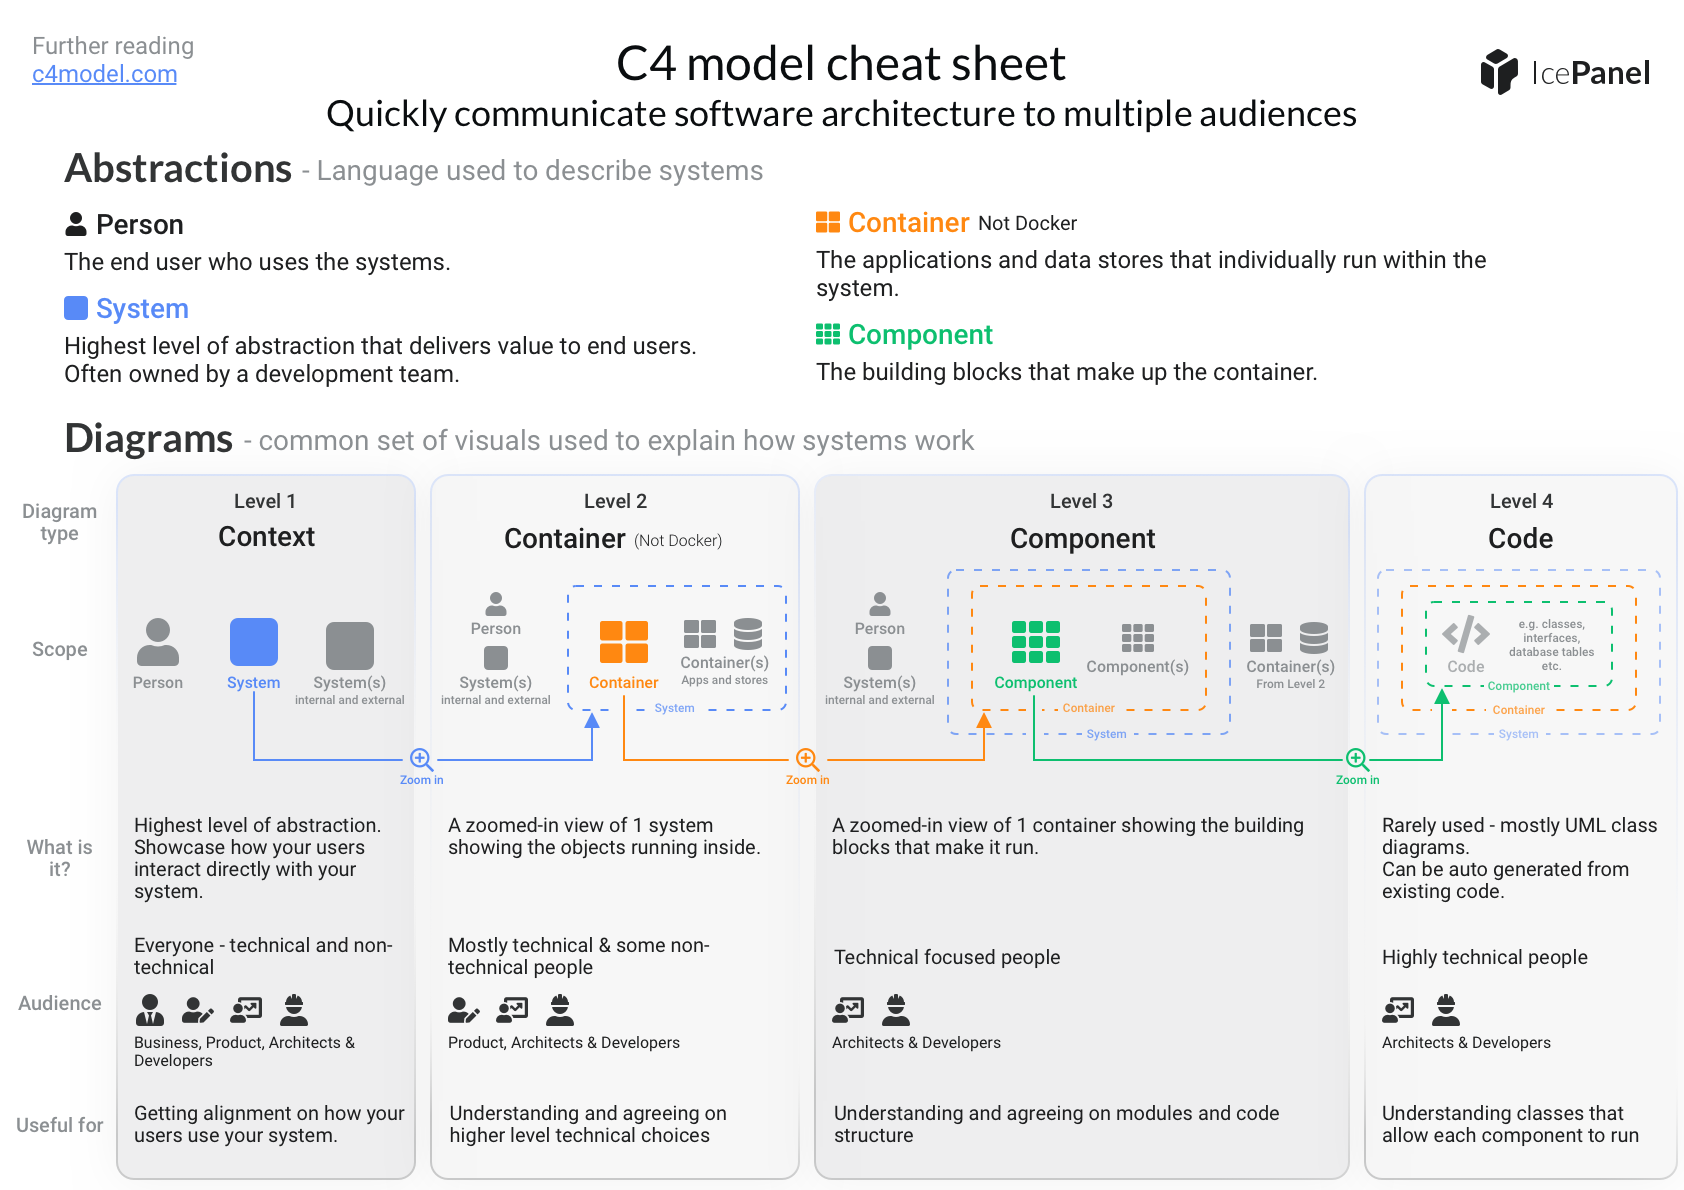 Further reading
c4model.com
C4 model cheat sheet
Quickly communicate software architecture to multiple audiences
IcePanel
Abstractions - Language used to describe systems
Person
The end user who uses the systems.
System
Highest level of abstraction that delivers value to end users.
Often owned by a development team.
Container Not Docker
The applications and data stores that individually run within the
system.
Component
The building blocks that make up the container.
Diagrams - common set of visuals used to explain how systems work
Diagram
type
Level 1
Context
Level 2
Container (Not Docker)
Level 3
Component
Level 4
Code
Scope
Person
System
System(s)
internal and external
Zoom in
Person
System(s)
internal and external
Container
Container(s)
Apps and stores
System
Zoom in
Person
System(s)
internal and external
Component
Component(s)
Container
System
Container(s)
From Level 2
Zoom in
Code
e.g. classes,
interfaces,
database tables
etc.
Component
Container
System
What is
it?
Highest level of abstraction.
Showcase how your users
interact directly with your
system.
A zoomed-in view of 1 system
showing the objects running inside.
A zoomed-in view of 1 container showing the building
blocks that make it run.
Rarely used - mostly UML class
diagrams.
Can be auto generated from
existing code.
Audience
Everyone - technical and non-
technical
Business, Product, Architects &
Developers
Mostly technical & some non-
technical people
Product, Architects & Developers
Technical focused people
Architects & Developers
Highly technical people
Architects & Developers
Useful for
Getting alignment on how your
users use your system.
Understanding and agreeing on
higher level technical choices
Understanding and agreeing on modules and code
structure
Understanding classes that
allow each component to run